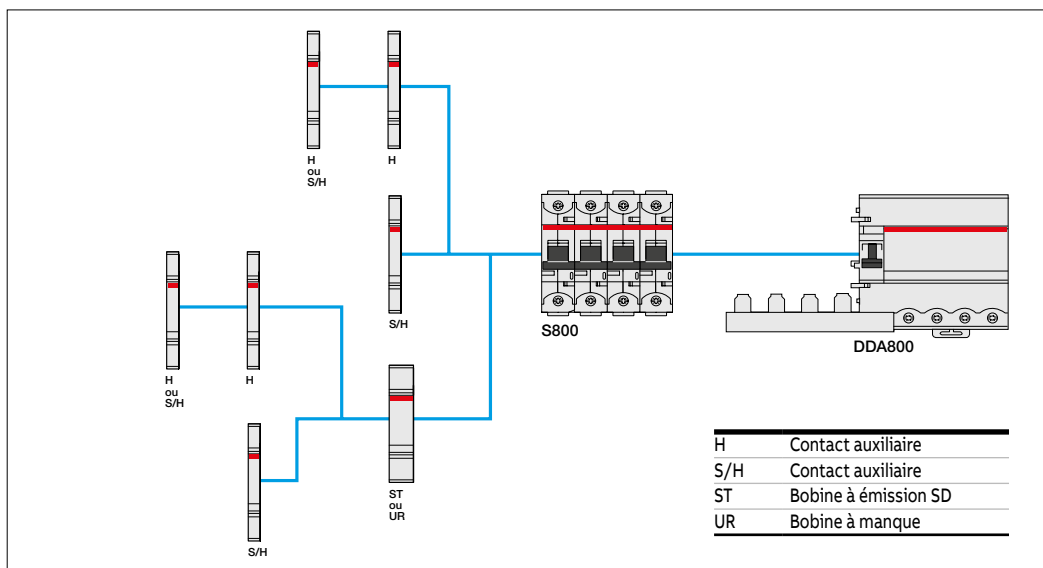 H
ou
S/H
H
S/H
S800
DDA800
H
ou
S/H
H
S/H
ST
ou
UR
H Contact auxiliaire
S/H Contact auxiliaire
ST Bobine à émission SD
UR Bobine à manque